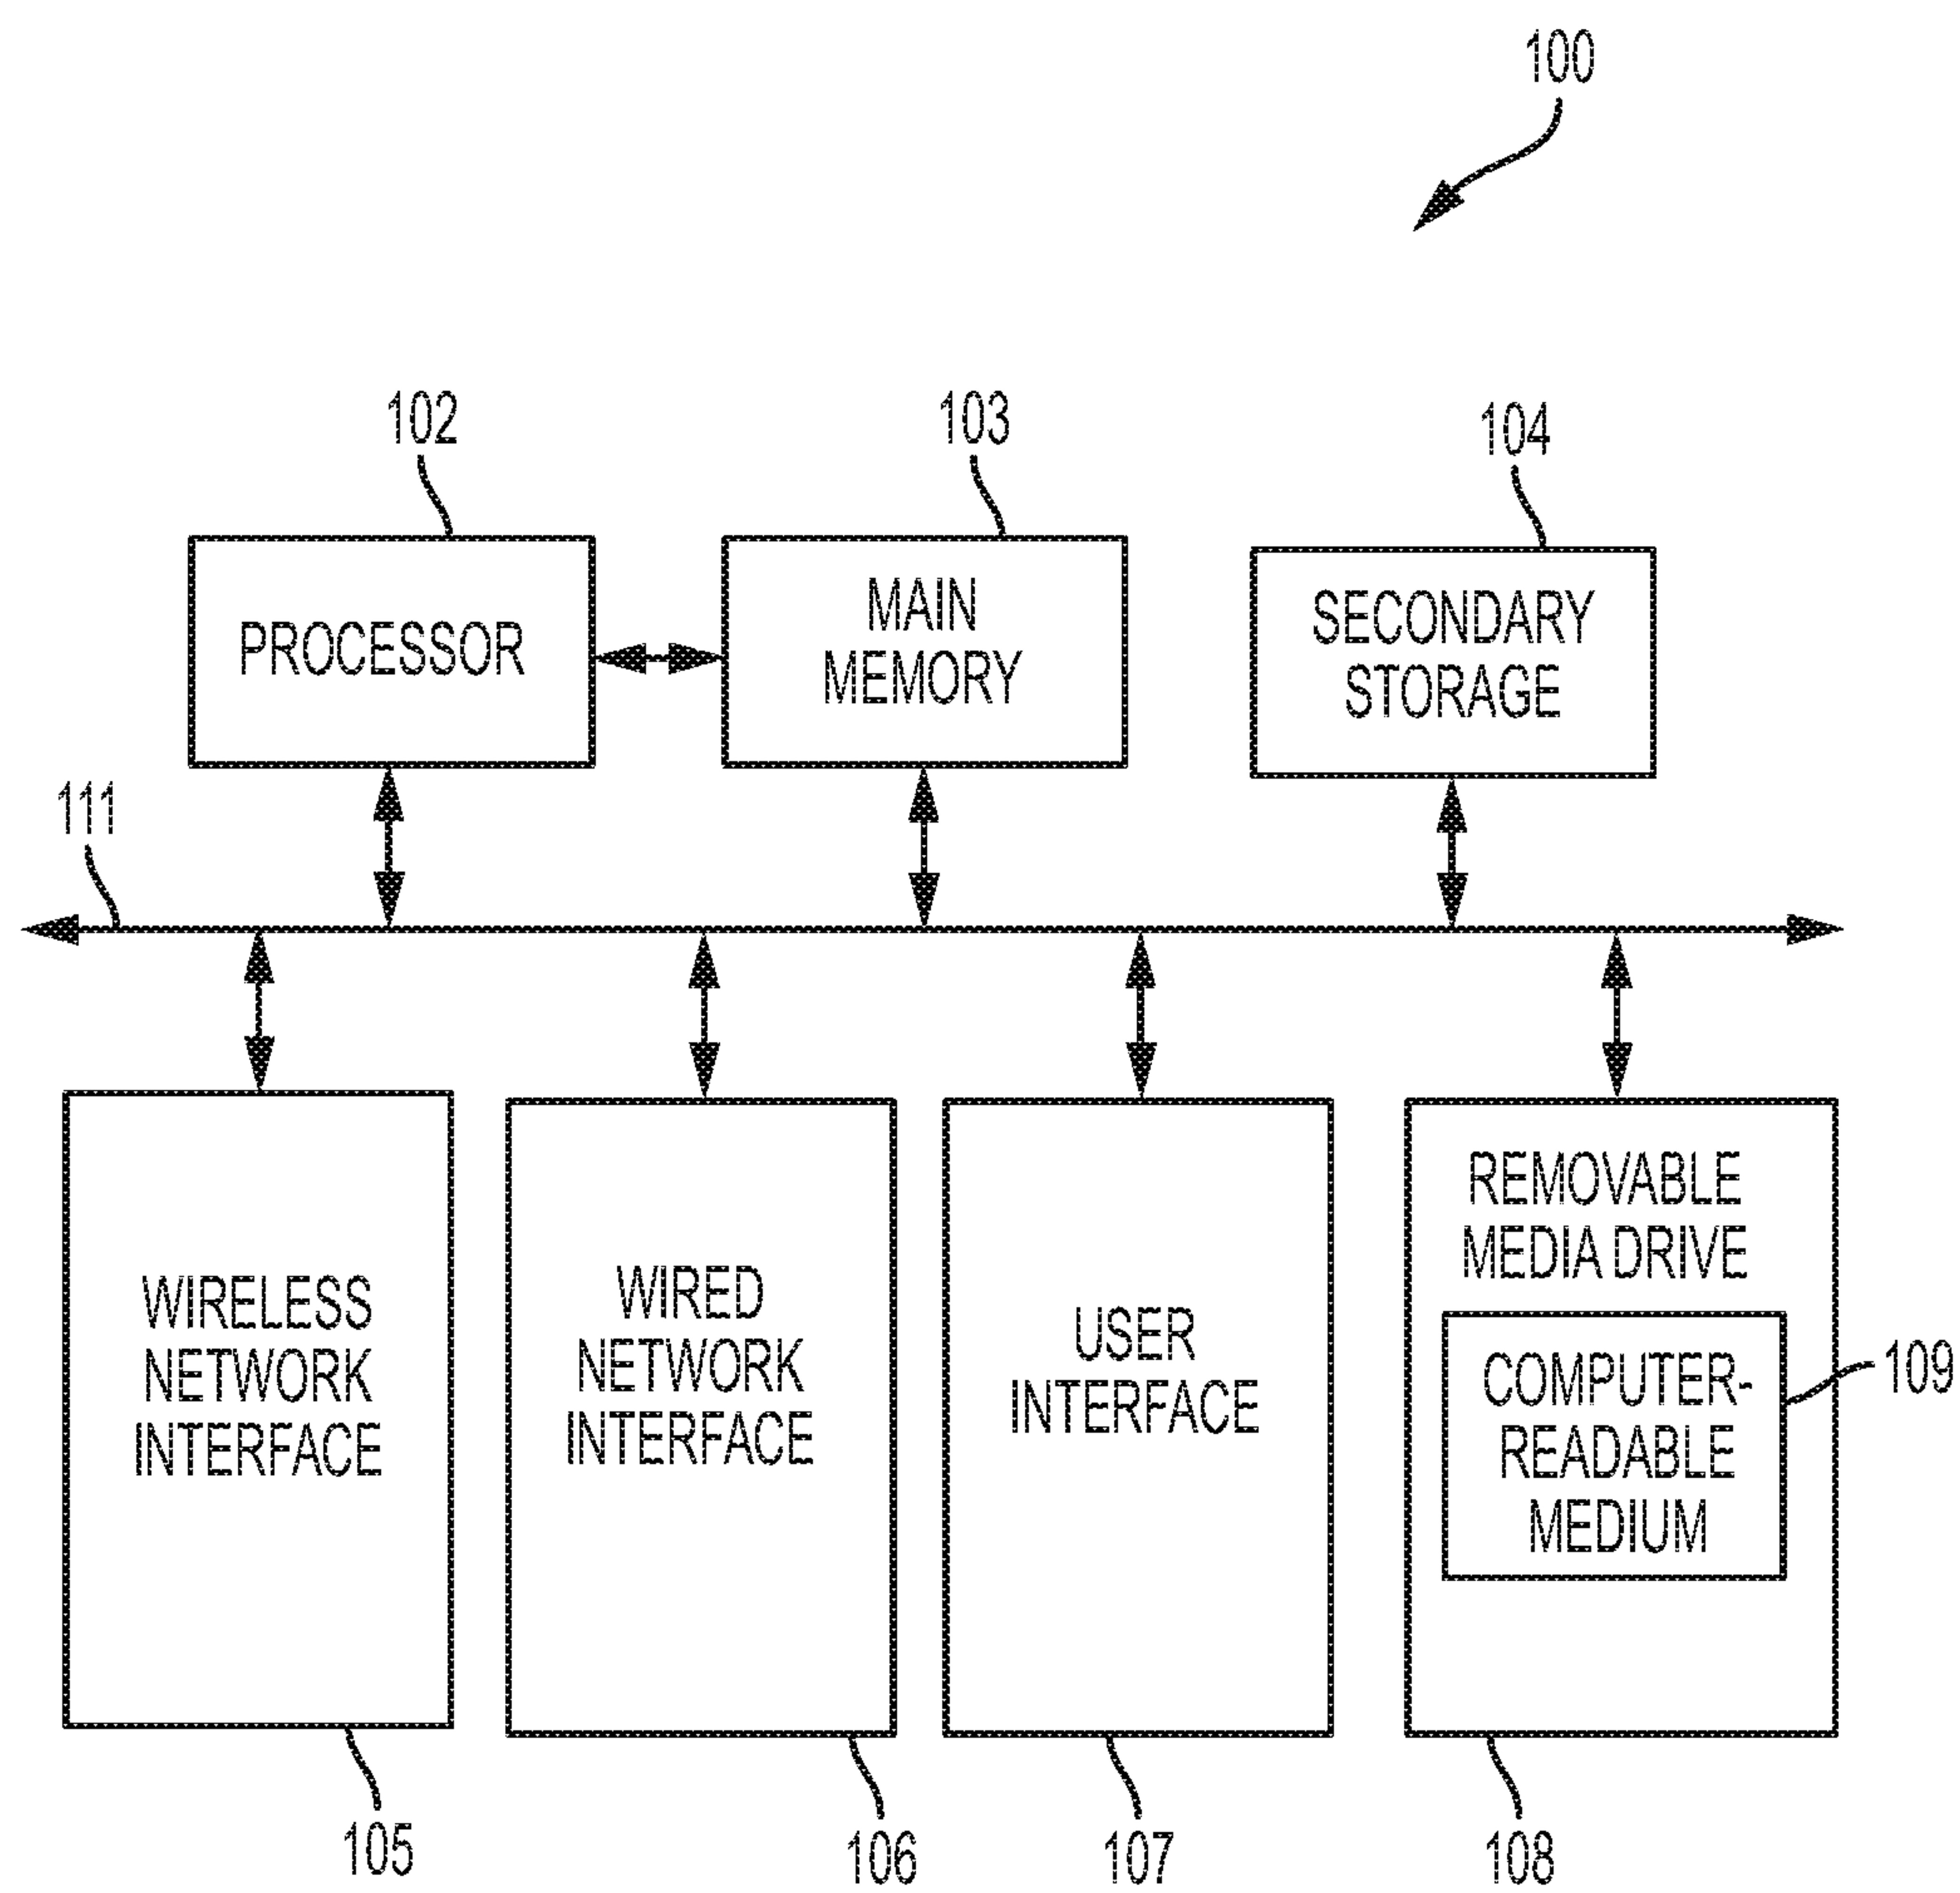 100
102
103
104
PROCESSOR
MAIN
MEMORY
SECONDARY
STORAGE
111
WIRELESS
NETWORK
INTERFACE
WIRED
NETWORK
INTERFACE
USER
INTERFACE
REMOVABLE
MEDIA DRIVE
COMPUTER-
READABLE
MEDIUM
109
105
106
107
108